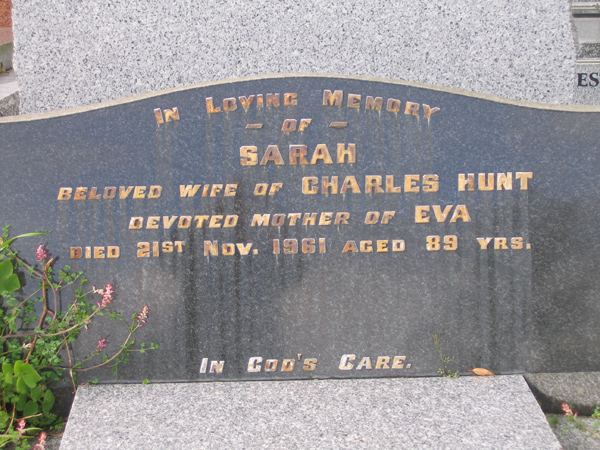 In Loving Memory
– of –
SARAH
beloved wife of CHARLES HUNT
devoted mother of EVA
Died 21st Nov. 1961 aged 89 yrs.
In God's Care.
ES